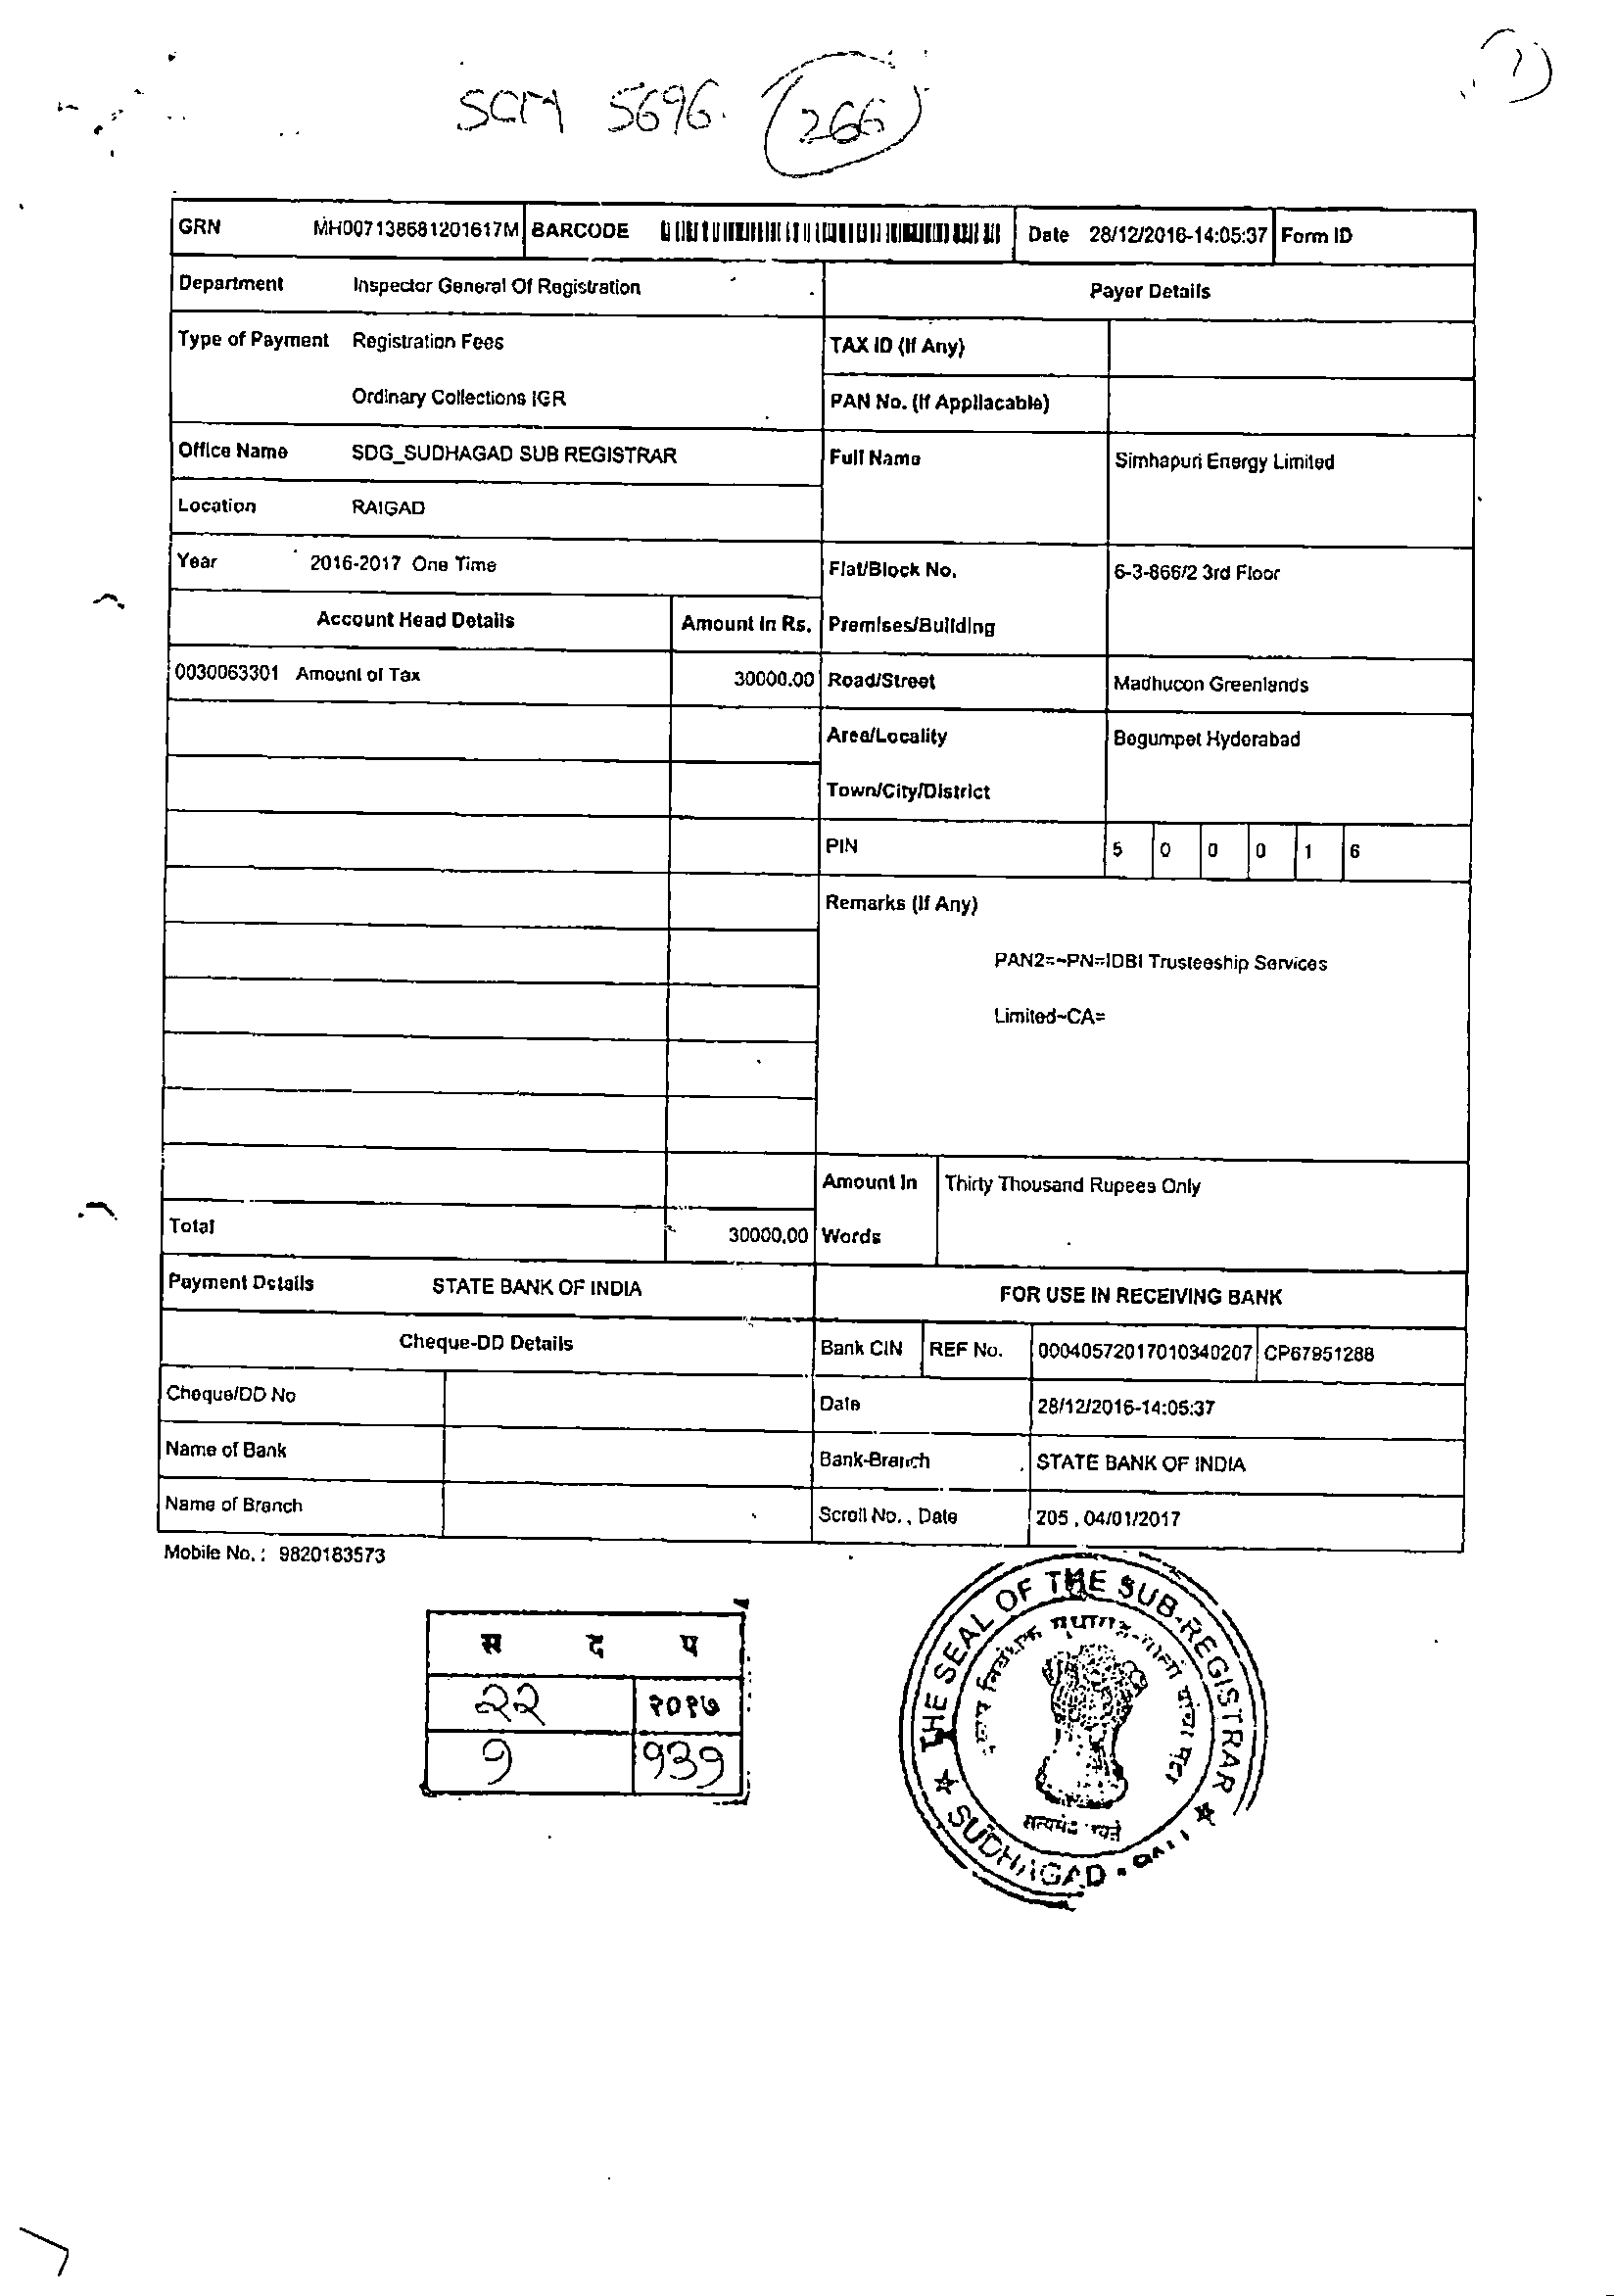 SCM 5696. 266
1
GRN MH007138681201617M BARCODE Date 28/12/2016-14:05:37 Form ID
Department Inspector General Of Registration Payer Details
Type of Payment Registration Fees TAX ID (If Any)
Ordinary Collections IGR PAN No. (If Appliacable)
Office Name SDG_SUDHAGAD SUB REGISTRAR Full Name Simhapuri Energy Limited
Location RAIGAD
Year 2016-2017 One Time Flat/Block No. 6-3-866/2 3rd Floor
Account Head Details Amount In Rs. Premises/Building
0030063301 Amount of Tax 30000.00 Road/Street Madhucon Greenlands
Area/Locality Begumpet Hyderabad
Town/City/District
PIN 5 0 0 0 1 6
Remarks (If Any)
PAN2=~PN=IDBI Trusteeship Services
Limited~CA=
Amount In Thirty Thousand Rupees Only
Total 30000.00 Words
Payment Details STATE BANK OF INDIA FOR USE IN RECEIVING BANK
Cheque-DD Details Bank CIN REF No. 00040572017010340207 CP67951288
Cheque/DD No Date 28/12/2016-14:05:37
Name of Bank Bank-Branch STATE BANK OF INDIA
Name of Branch Scroll No. , Date 205 , 04/01/2017
Mobile No. : 9820183573
स द प
२२ २०१७
१ १३१
THE SEAL OF THE SUB-REGISTRAR
SUDHAGAD